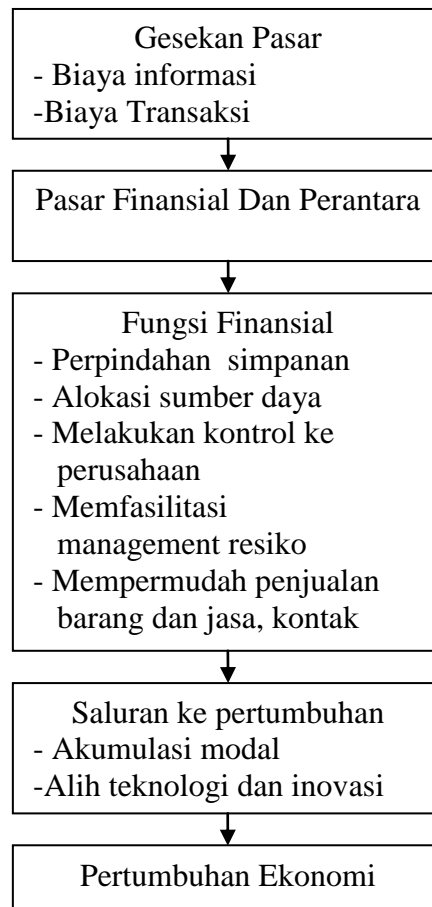 Gesekan Pasar
- Biaya informasi
-Biaya Transaksi
Pasar Finansial Dan Perantara
Fungsi Finansial
- Perpindahan simpanan
- Alokasi sumber daya
- Melakukan kontrol ke
perusahaan
- Memfasilitasi
management resiko
- Mempermudah penjualan
barang dan jasa, kontak
Saluran ke pertumbuhan
- Akumulasi modal
-Alih teknologi dan inovasi
Pertumbuhan Ekonomi